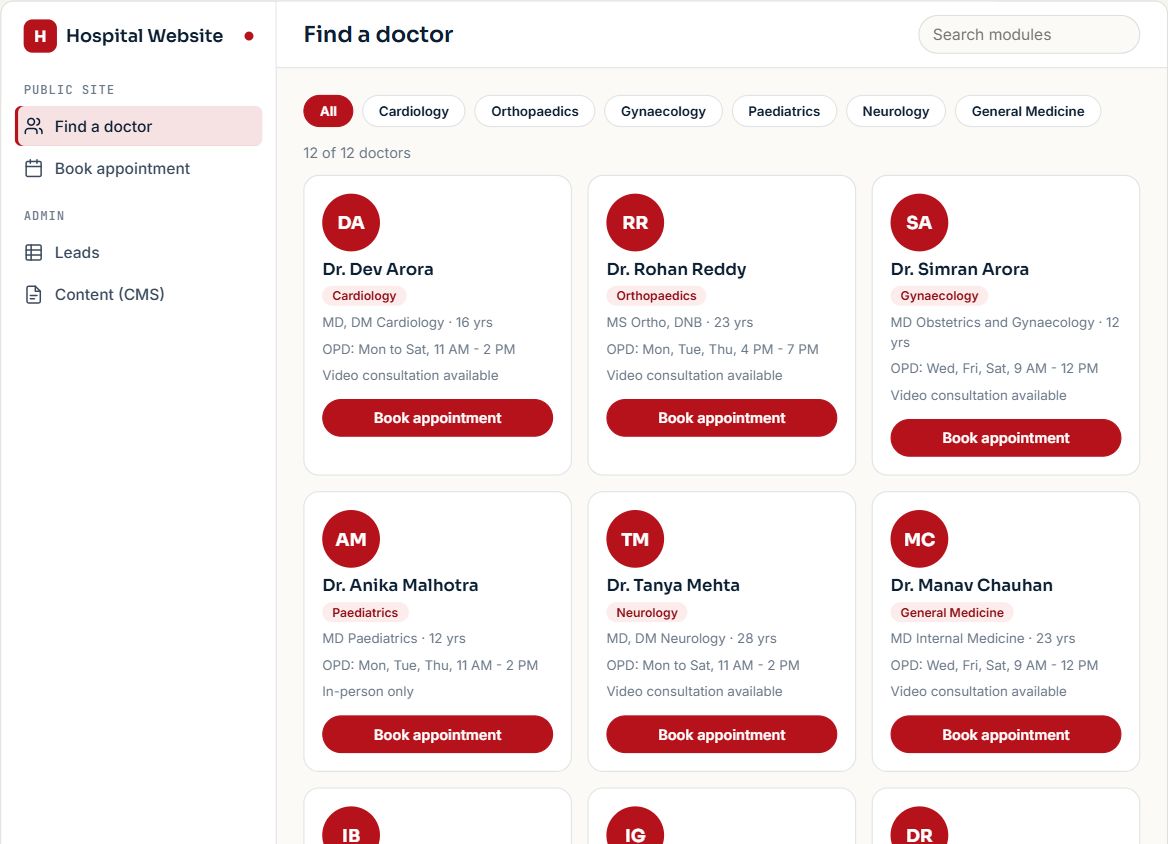 H
Hospital Website
PUBLIC SITE
Find a doctor
Book appointment
ADMIN
Leads
Content (CMS)
Find a doctor
Search modules
All
Cardiology
Orthopaedics
Gynaecology
Paediatrics
Neurology
General Medicine
12 of 12 doctors
DA
Dr. Dev Arora
Cardiology
MD, DM Cardiology · 16 yrs
OPD: Mon to Sat, 11 AM - 2 PM
Video consultation available
Book appointment
RR
Dr. Rohan Reddy
Orthopaedics
MS Ortho, DNB · 23 yrs
OPD: Mon, Tue, Thu, 4 PM - 7 PM
Video consultation available
Book appointment
SA
Dr. Simran Arora
Gynaecology
MD Obstetrics and Gynaecology · 12
yrs
OPD: Wed, Fri, Sat, 9 AM - 12 PM
Video consultation available
Book appointment
AM
Dr. Anika Malhotra
Paediatrics
MD Paediatrics · 12 yrs
OPD: Mon, Tue, Thu, 11 AM - 2 PM
In-person only
Book appointment
TM
Dr. Tanya Mehta
Neurology
MD, DM Neurology · 28 yrs
OPD: Mon to Sat, 11 AM - 2 PM
Video consultation available
Book appointment
MC
Dr. Manav Chauhan
General Medicine
MD Internal Medicine · 23 yrs
OPD: Wed, Fri, Sat, 9 AM - 12 PM
Video consultation available
Book appointment
IB
IG
DR